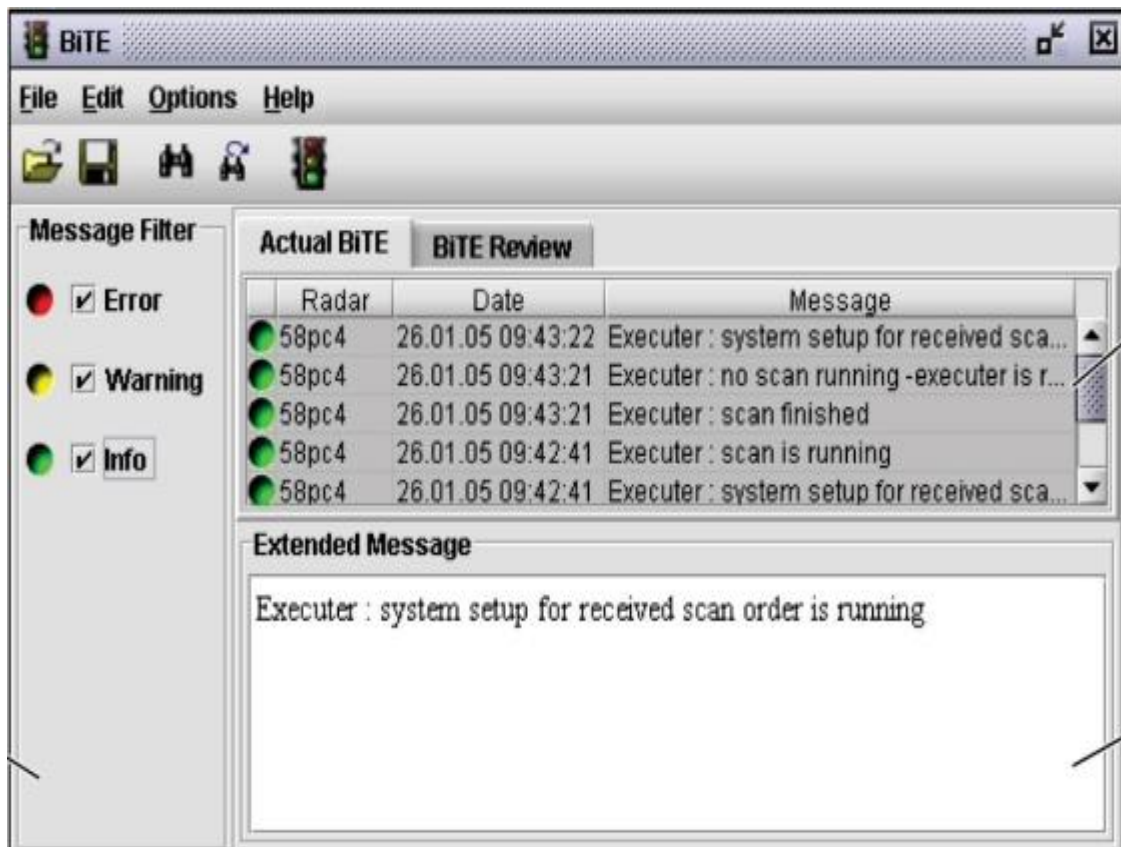 BiTE
File Edit Options Help
Message Filter
Error
Warning
Info
Actual BiTE BiTE Review
Radar Date Message
58pc4 26.01.05 09:43:22 Executer : system setup for received sca...
58pc4 26.01.05 09:43:21 Executer : no scan running -executer is r...
58pc4 26.01.05 09:43:21 Executer : scan finished
58pc4 26.01.05 09:42:41 Executer : scan is running
58pc4 26.01.05 09:42:41 Executer : system setup for received sca...
Extended Message
Executer : system setup for received scan order is running